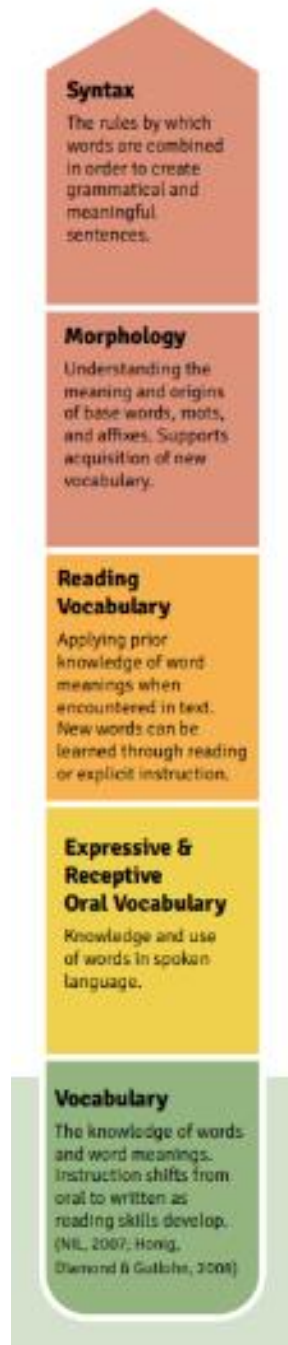 Syntax
The rules by which
words are combined
in order to create
grammatical and
meaningful
sentences.
Morphology
Understanding the
meaning and origins
of base words, mots,
and affixes. Supports
acquisition of new
vocabulary.
Reading
Vocabulary
Applying prior
knowledge of word
meanings when
encountered in text.
New words can be
learned through reading
or explicit instruction.
Expressive &
Receptive
Oral Vocabulary
Knowledge and use
of words in spoken
language.
Vocabulary
The knowledge of words
and word meanings.
Instruction shifts from
oral to written as
reading skills develop.
(NIL, 2007; Honig,
Diamond & Gutlohn, 2008)